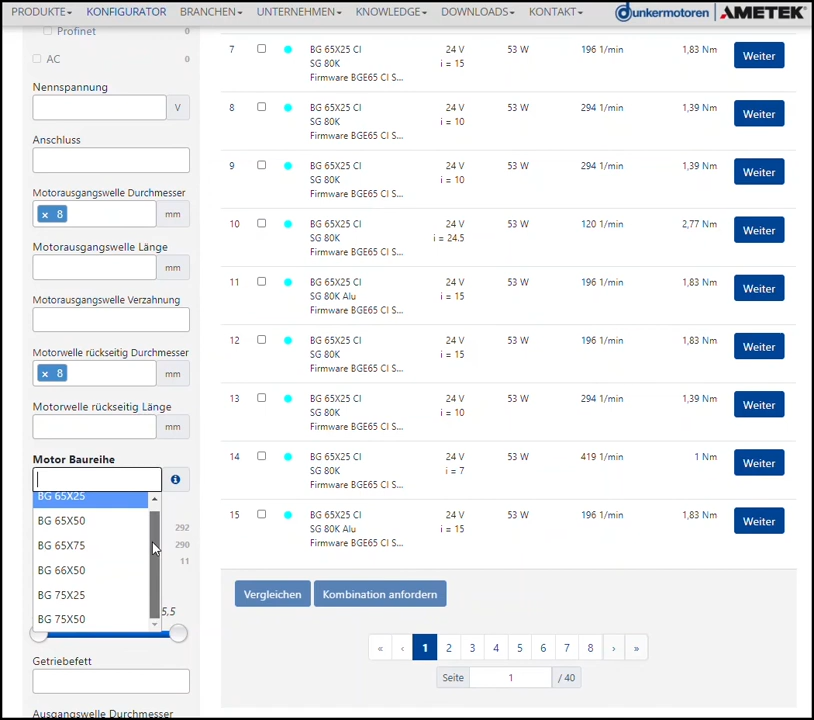 PRODUKTE KONFIGURATOR BRANCHEN UNTERNEHMEN KNOWLEDGE DOWNLOADS KONTAKT dunkermotoren AMETEK
Profinet 0
AC 0
Nennspannung
V
Anschluss
Motorausgangswelle Durchmesser
× 8 mm
Motorausgangswelle Länge
mm
Motorausgangswelle Verzahnung
Motorwelle rückseitig Durchmesser
× 8 mm
Motorwelle rückseitig Länge
mm
Motor Baureihe
BG 65X25
BG 65X50
292
BG 65X75
290
11
BG 66X50
BG 75X25
5.5
BG 75X50
Getriebefett
Ausgangswelle Durchmesser
7 BG 65X25 CI 24 V 53 W 196 1/min 1,83 Nm Weiter
SG 80K i = 15
Firmware BGE65 CI S...
8 BG 65X25 CI 24 V 53 W 294 1/min 1,39 Nm Weiter
SG 80K i = 10
Firmware BGE65 CI S...
9 BG 65X25 CI 24 V 53 W 294 1/min 1,39 Nm Weiter
SG 80K i = 10
Firmware BGE65 CI S...
10 BG 65X25 CI 24 V 53 W 120 1/min 2,77 Nm Weiter
SG 80K i = 24.5
Firmware BGE65 CI S...
11 BG 65X25 CI 24 V 53 W 196 1/min 1,83 Nm Weiter
SG 80K Alu i = 15
Firmware BGE65 CI S...
12 BG 65X25 CI 24 V 53 W 196 1/min 1,83 Nm Weiter
SG 80K i = 15
Firmware BGE65 CI S...
13 BG 65X25 CI 24 V 53 W 294 1/min 1,39 Nm Weiter
SG 80K i = 10
Firmware BGE65 CI S...
14 BG 65X25 CI 24 V 53 W 419 1/min 1 Nm Weiter
SG 80K i = 7
Firmware BGE65 CI S...
15 BG 65X25 CI 24 V 53 W 196 1/min 1,83 Nm Weiter
SG 80K Alu i = 15
Firmware BGE65 CI S...
Vergleichen Kombination anfordern
« ‹ 1 2 3 4 5 6 7 8 › »
Seite 1 / 40